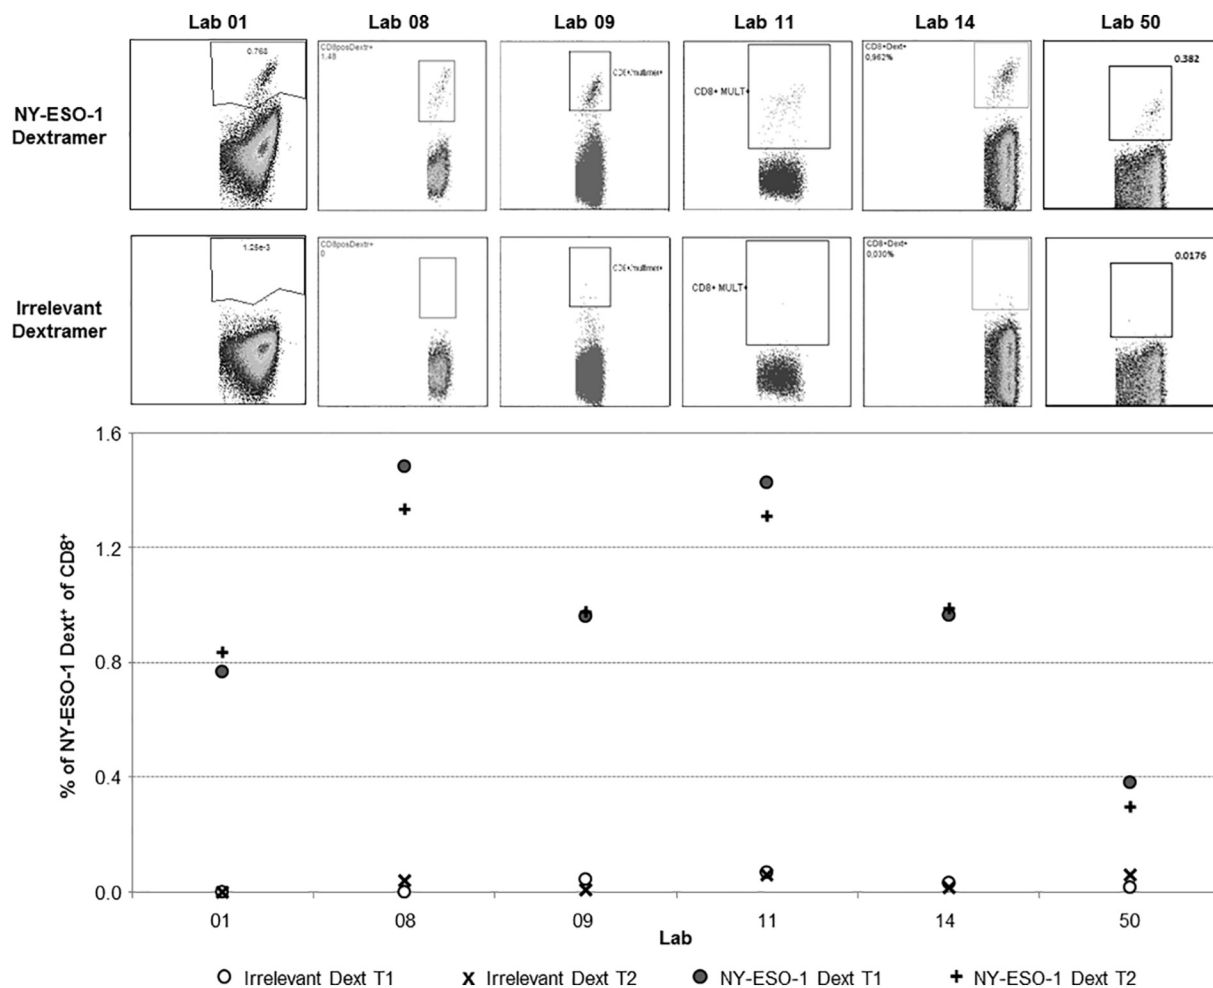 Lab 01 Lab 08 Lab 09 Lab 11 Lab 14 Lab 50
NY-ESO-1
Dextramer
0.768
CD8posDextr+
1.48
CD8+/multimer+
CD8+ MULT+
CD8+Dext+
0,962%
0.382
Irrelevant
Dextramer
1.25e-3
CD8posDextr+
0
CD8+/multimer+
CD8+ MULT+
CD8+Dext+
0,030%
0.0176
% of NY-ESO-1 Dext+ of CD8+
1.6
1.2
0.8
0.4
0.0
01 08 09 11 14 50
Lab
Irrelevant Dext T1 Irrelevant Dext T2 NY-ESO-1 Dext T1 NY-ESO-1 Dext T2